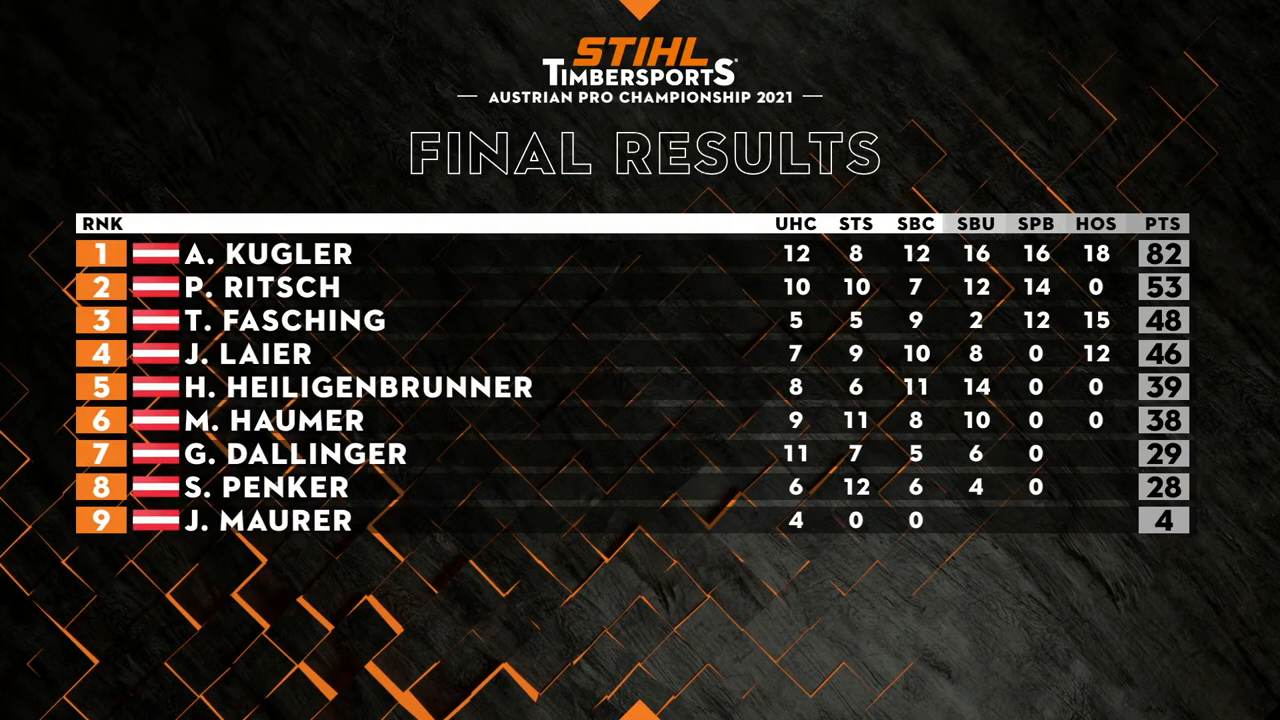 STIHL
TIMBERSPORTS®
AUSTRIAN PRO CHAMPIONSHIP 2021
FINAL RESULTS
RNK UHC STS SBC SBU SPB HOS PTS
1 A. KUGLER 12 8 12 16 16 18 82
2 P. RITSCH 10 10 7 12 14 0 53
3 T. FASCHING 5 5 9 2 12 15 48
4 J. LAIER 7 9 10 8 0 12 46
5 H. HEILIGENBRUNNER 8 6 11 14 0 0 39
6 M. HAUMER 9 11 8 10 0 0 38
7 G. DALLINGER 11 7 5 6 0 29
8 S. PENKER 6 12 6 4 0 28
9 J. MAURER 4 0 0 4